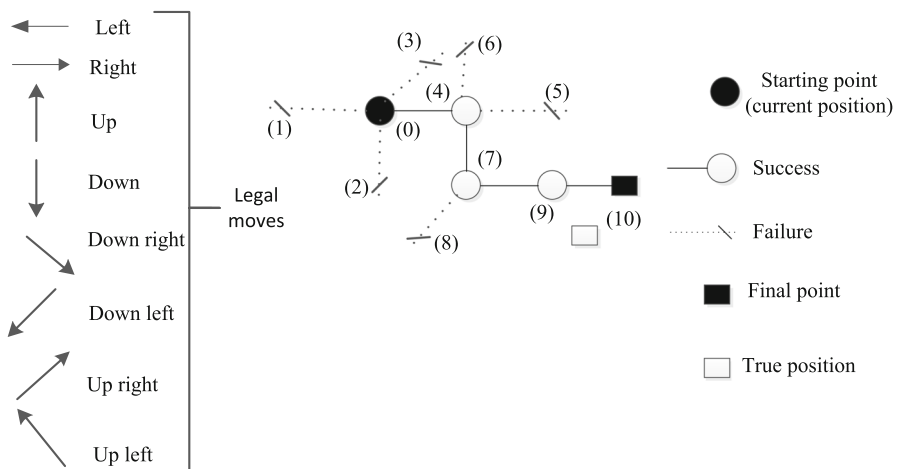 Left
Right
Up
Down
Down right
Down left
Up right
Up left
Legal
moves
(3)
(6)
(4)
(5)
(1)
(0)
(2)
(7)
(9)
(10)
(8)
Starting point
(current position)
Success
Failure
Final point
True position